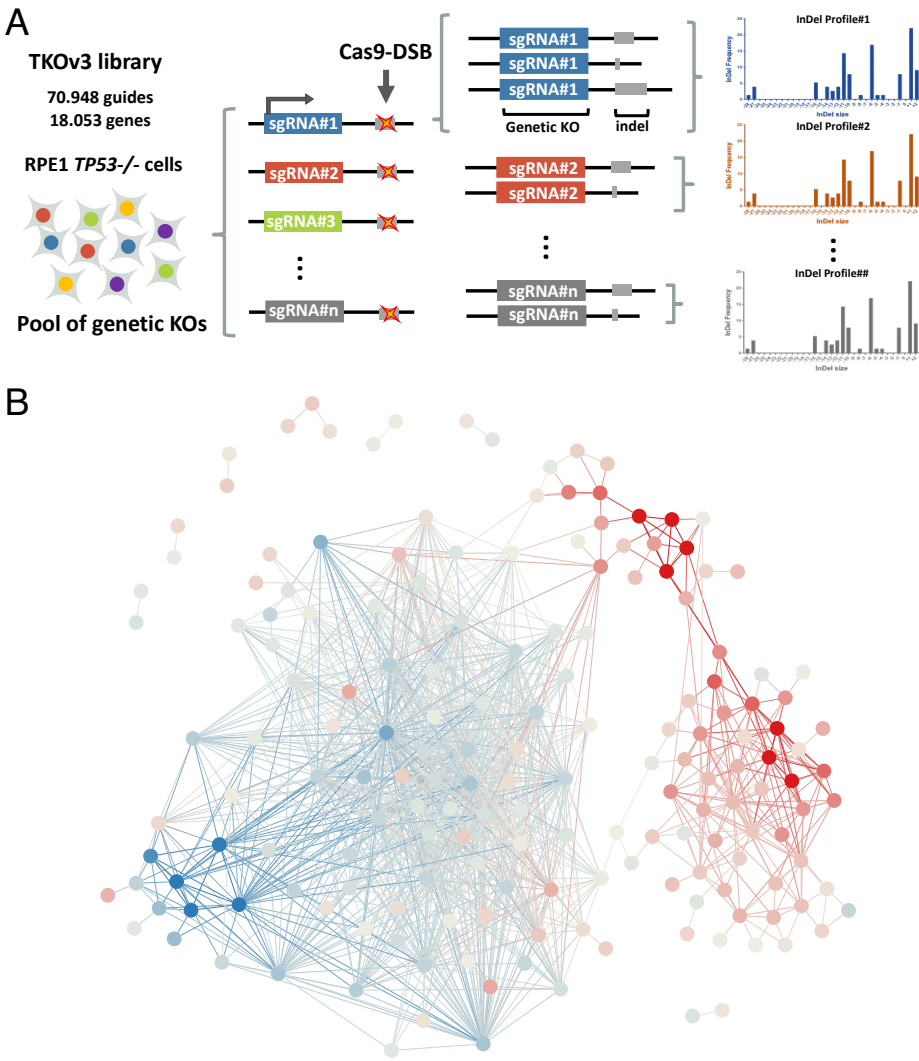 A
TKOv3 library
70.948 guides
18.053 genes
RPE1 TP53-/- cells
Pool of genetic KOs
Cas9-DSB
sgRNA#1
sgRNA#2
sgRNA#3
sgRNA#n
sgRNA#1
sgRNA#1
sgRNA#1
Genetic KO
indel
sgRNA#2
sgRNA#2
sgRNA#n
sgRNA#n
InDel Profile#1
InDel Frequency
InDel size
InDel Profile#2
InDel Frequency
InDel size
InDel Profile##
InDel Frequency
InDel size
B